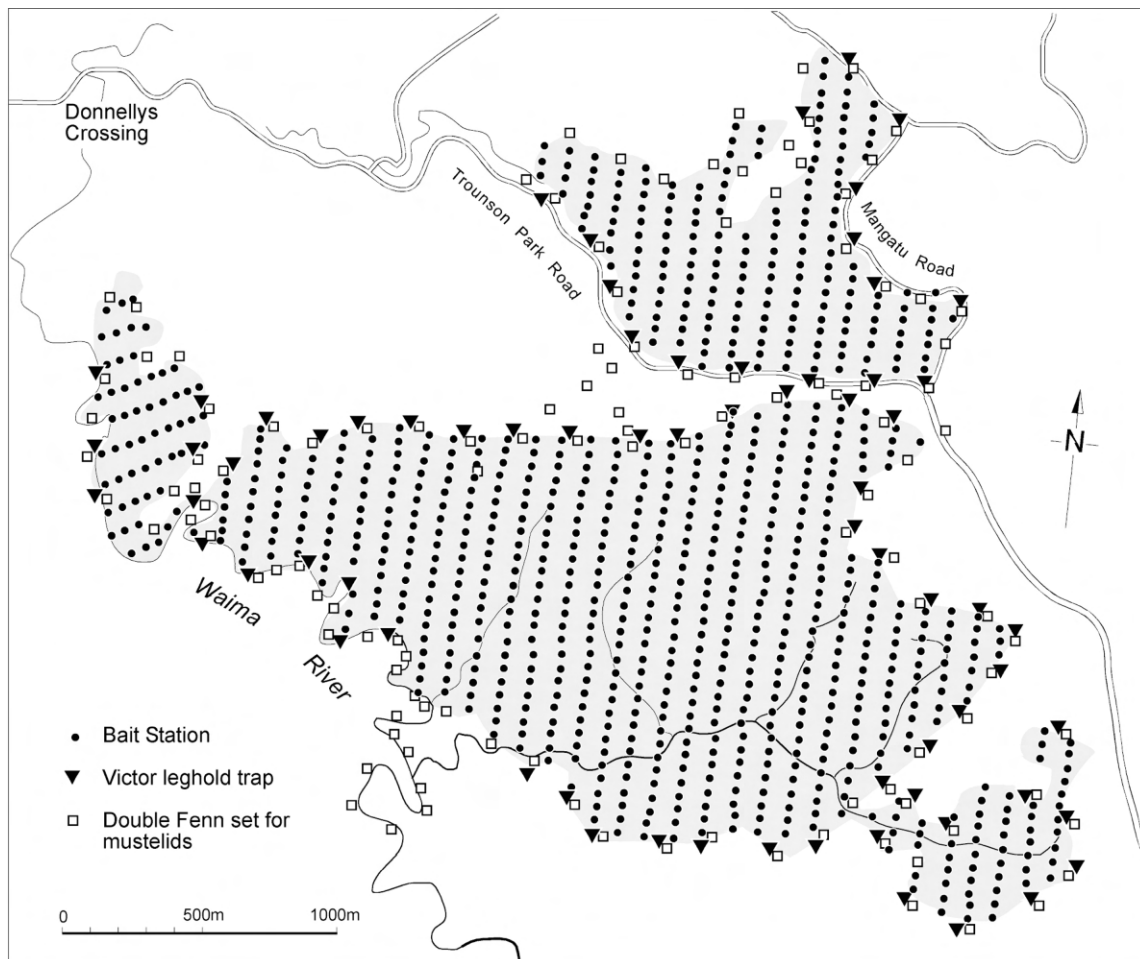 Donnellys
Crossing
Trounson Park Road
Mangatu Road
N
Waima
River
Bait Station
Victor leghold trap
Double Fenn set for
mustelids
0 500m 1000m